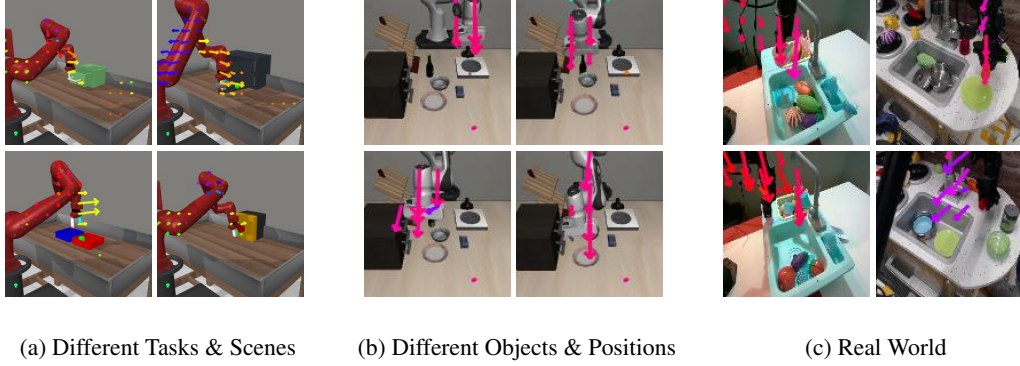 (a) Different Tasks & Scenes
(b) Different Objects & Positions
(c) Real World